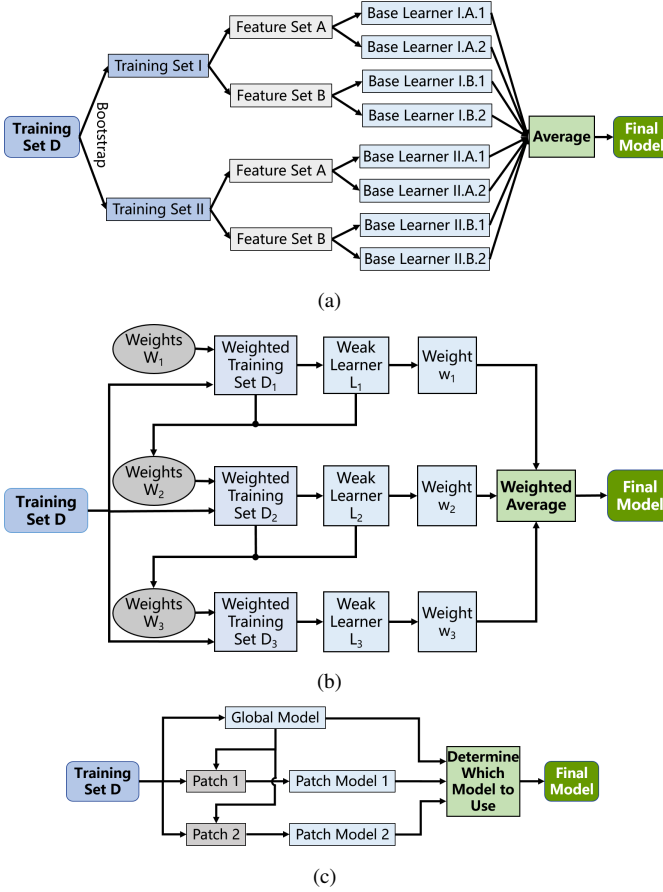 Training
Set D
Bootstrap
Training Set I
Training Set II
Feature Set A
Feature Set B
Feature Set A
Feature Set B
Base Learner I.A.1
Base Learner I.A.2
Base Learner I.B.1
Base Learner I.B.2
Base Learner II.A.1
Base Learner II.A.2
Base Learner II.B.1
Base Learner II.B.2
Average
Final
Model
(a)
Training
Set D
Weights
W₁
Weighted
Training
Set D₁
Weak
Learner
L₁
Weight
w₁
Weights
W₂
Weighted
Training
Set D₂
Weak
Learner
L₂
Weight
w₂
Weights
W₃
Weighted
Training
Set D₃
Weak
Learner
L₃
Weight
w₃
Weighted
Average
Final
Model
(b)
Training
Set D
Global Model
Patch 1
Patch Model 1
Patch 2
Patch Model 2
Determine
Which
Model to
Use
Final
Model
(c)